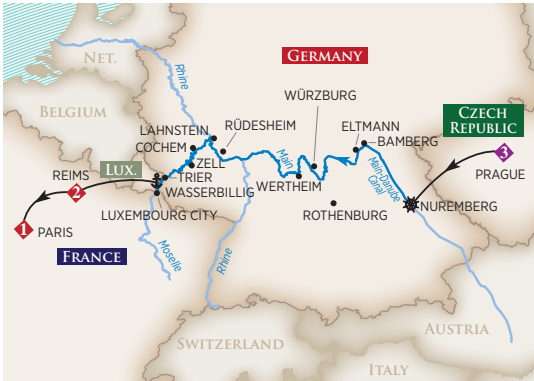 NET.
Rhine
GERMANY
BELGIUM
WÜRZBURG
LAHNSTEIN
COCHEM
RÜDESHEIM
ELTMANN
BAMBERG
CZECH
REPUBLIC
3
PRAGUE
REIMS
LUX.
ZELL
TRIER
WASSERBILLIG
Main
WERTHEIM
Main-Danube
Canal
2
LUXEMBOURG CITY
ROTHENBURG
NUREMBERG
1
PARIS
FRANCE
Moselle
Rhine
SWITZERLAND
AUSTRIA
ITALY